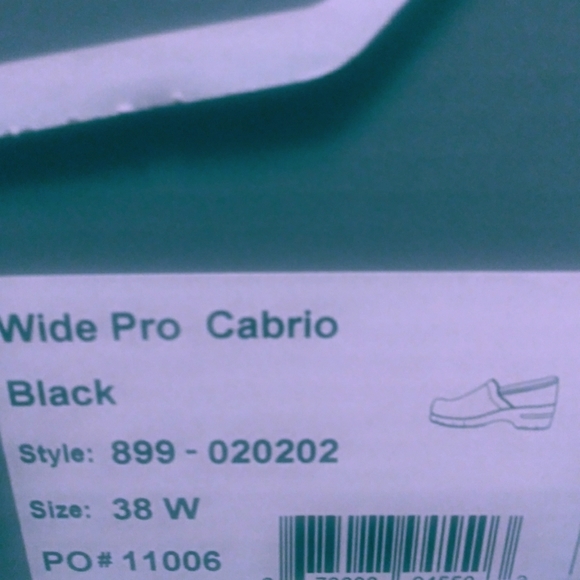 Wide Pro Cabrio
Black
Style: 899 - 020202
Size: 38 W
PO# 11006